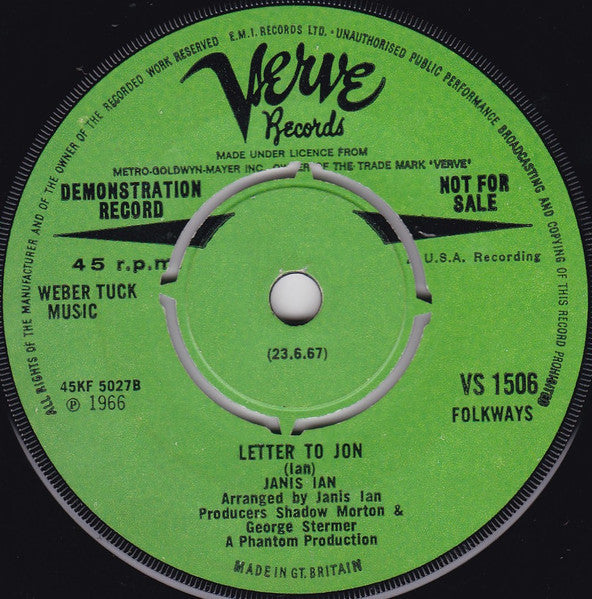 ALL RIGHTS OF THE MANUFACTURER AND OF THE OWNER OF THE RECORDED WORK RESERVED E.M.I. RECORDS LTD. • UNAUTHORISED PUBLIC PERFORMANCE BROADCASTING AND COPYING OF THIS RECORD PROHIBITED
Verve
Records
MADE UNDER LICENCE FROM
METRO-GOLDWYN-MAYER INC. OF THE TRADE MARK "VERVE"
DEMONSTRATION
RECORD
NOT FOR
SALE
45 r.p.m
U.S.A. Recording
WEBER TUCK
MUSIC
(23.6.67)
45KF 5027B
℗ 1966
VS 1506
FOLKWAYS
LETTER TO JON
(Ian)
JANIS IAN
Arranged by Janis Ian
Producers Shadow Morton &
George Stermer
A Phantom Production
MADE IN GT. BRITAIN